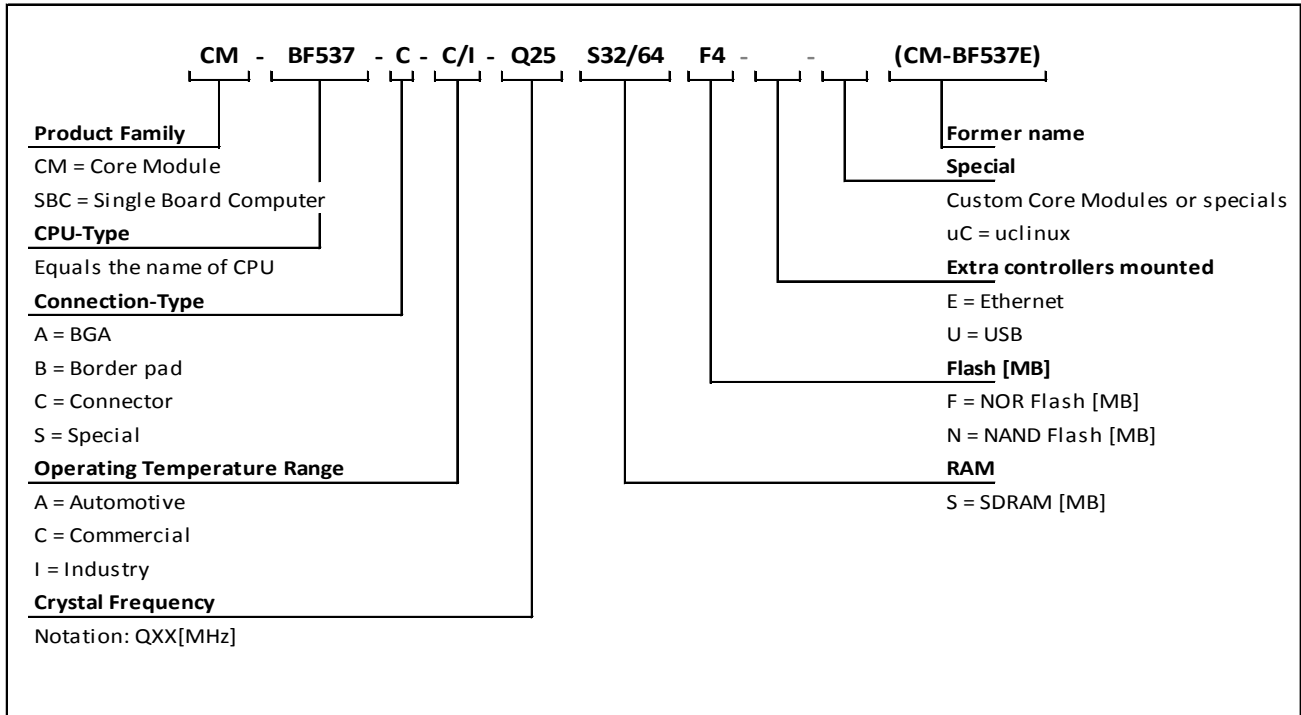 CM - BF537 - C - C/I - Q25 S32/64 F4 - - (CM-BF537E)
Product Family
CM = Core Module
SBC = Single Board Computer
CPU-Type
Equals the name of CPU
Connection-Type
A = BGA
B = Border pad
C = Connector
S = Special
Operating Temperature Range
A = Automotive
C = Commercial
I = Industry
Crystal Frequency
Notation: QXX[MHz]
Former name
Special
Custom Core Modules or specials
uC = uclinux
Extra controllers mounted
E = Ethernet
U = USB
Flash [MB]
F = NOR Flash [MB]
N = NAND Flash [MB]
RAM
S = SDRAM [MB]